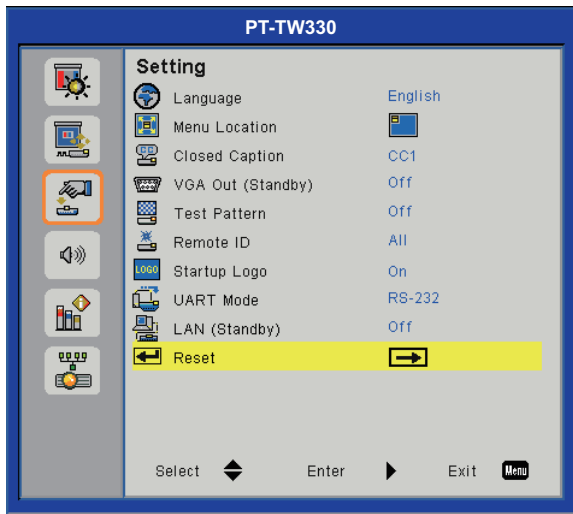 PT-TW330
Setting
Language English
Menu Location
Closed Caption CC1
VGA Out (Standby) Off
Test Pattern Off
Remote ID All
LOGO Startup Logo On
UART Mode RS-232
LAN (Standby) Off
Reset
Select Enter Exit Menu